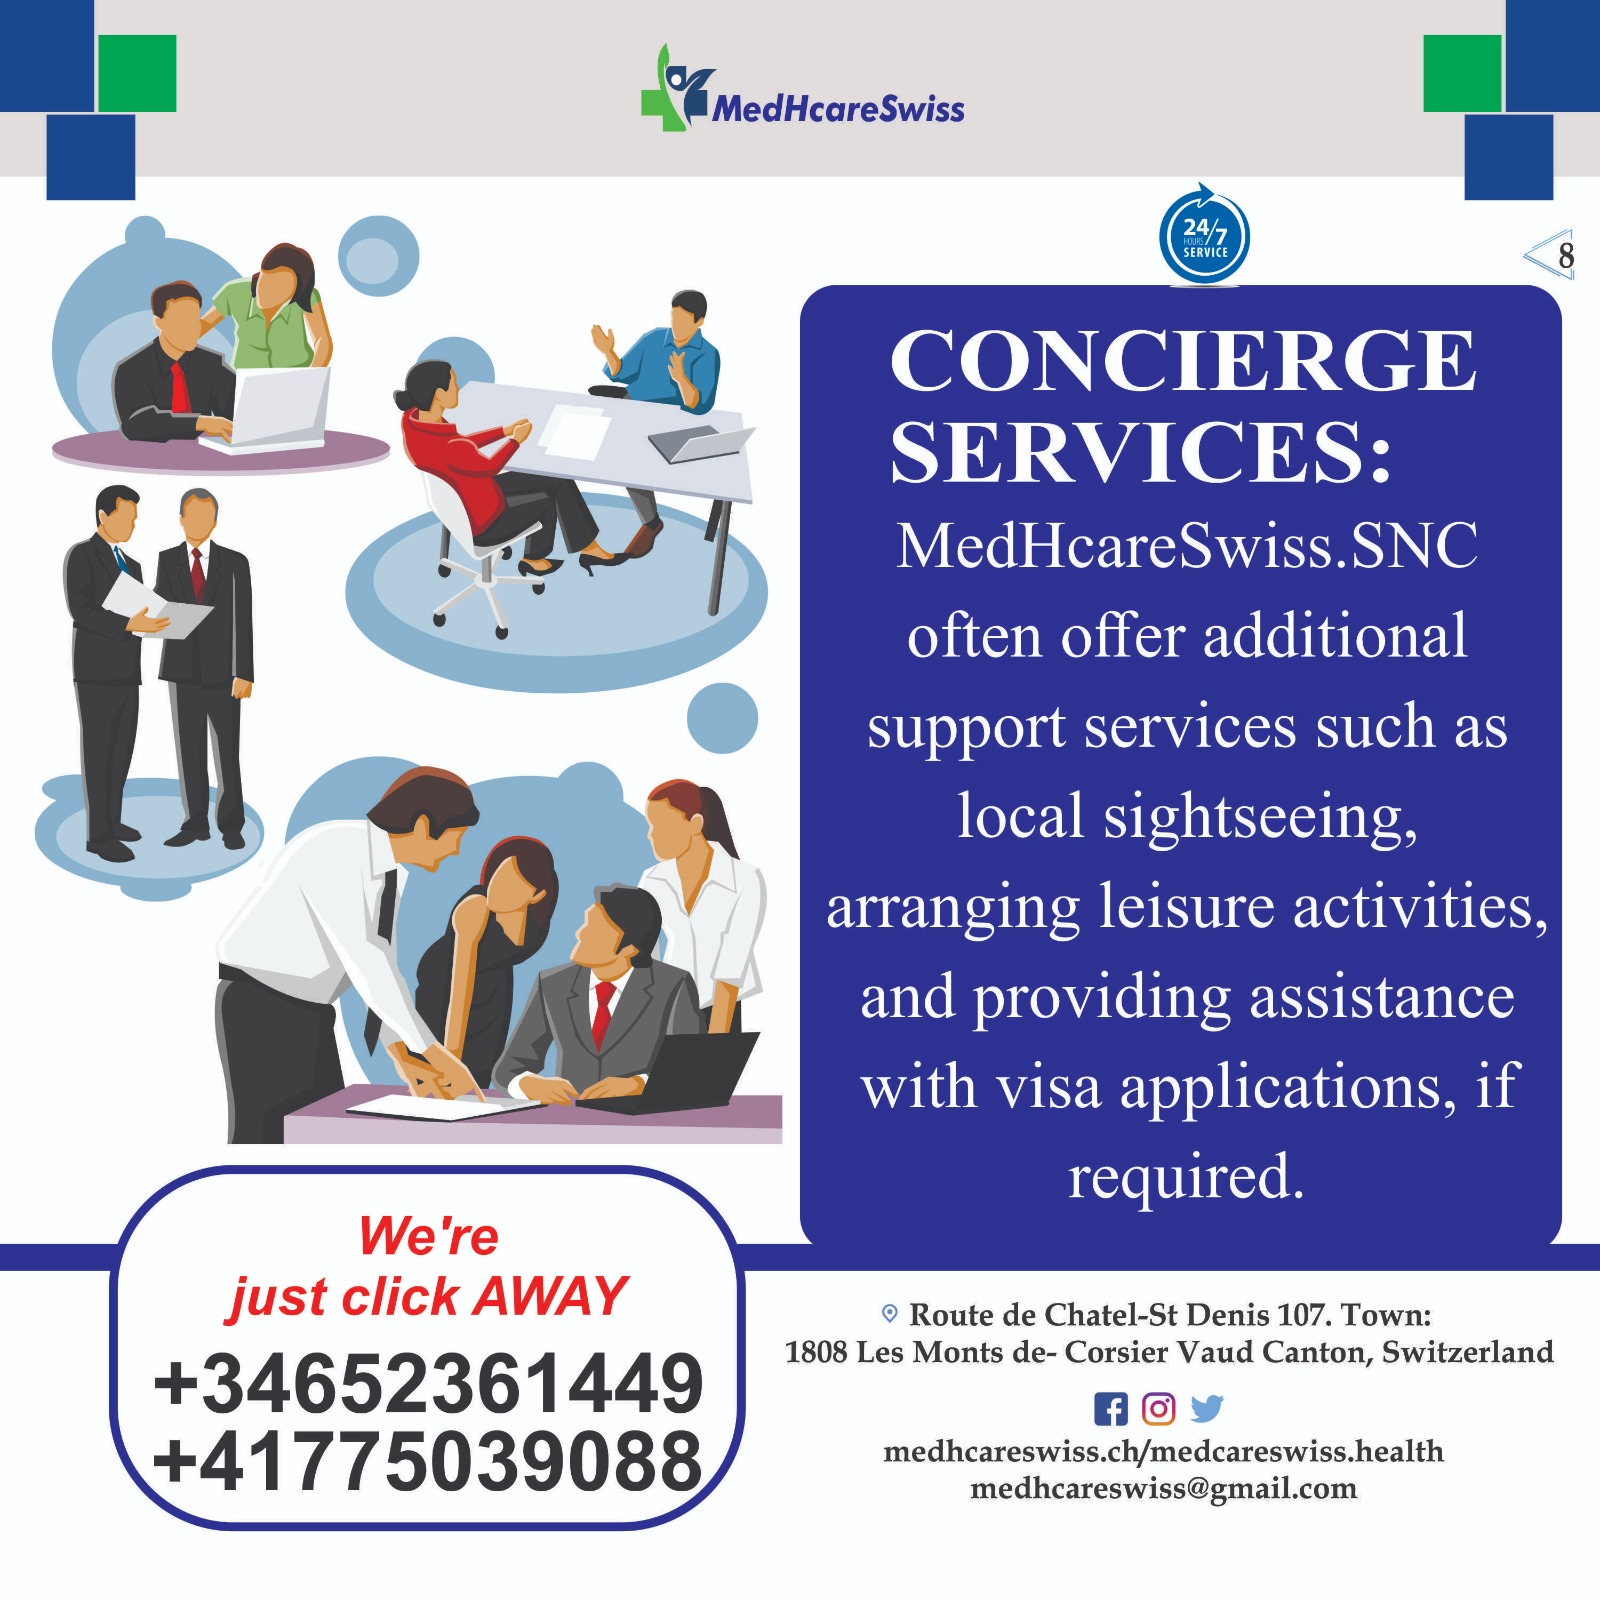 MedHcareSwiss
24/7
HOURS
SERVICE
8
CONCIERGE
SERVICES:
MedHcareSwiss.SNC
often offer additional
support services such as
local sightseeing,
arranging leisure activities,
and providing assistance
with visa applications, if
required.
We're
just click AWAY
+34652361449
+41775039088
Route de Chatel-St Denis 107. Town:
1808 Les Monts de- Corsier Vaud Canton, Switzerland
medhcareswiss.ch/medcareswiss.health
medhcareswiss@gmail.com